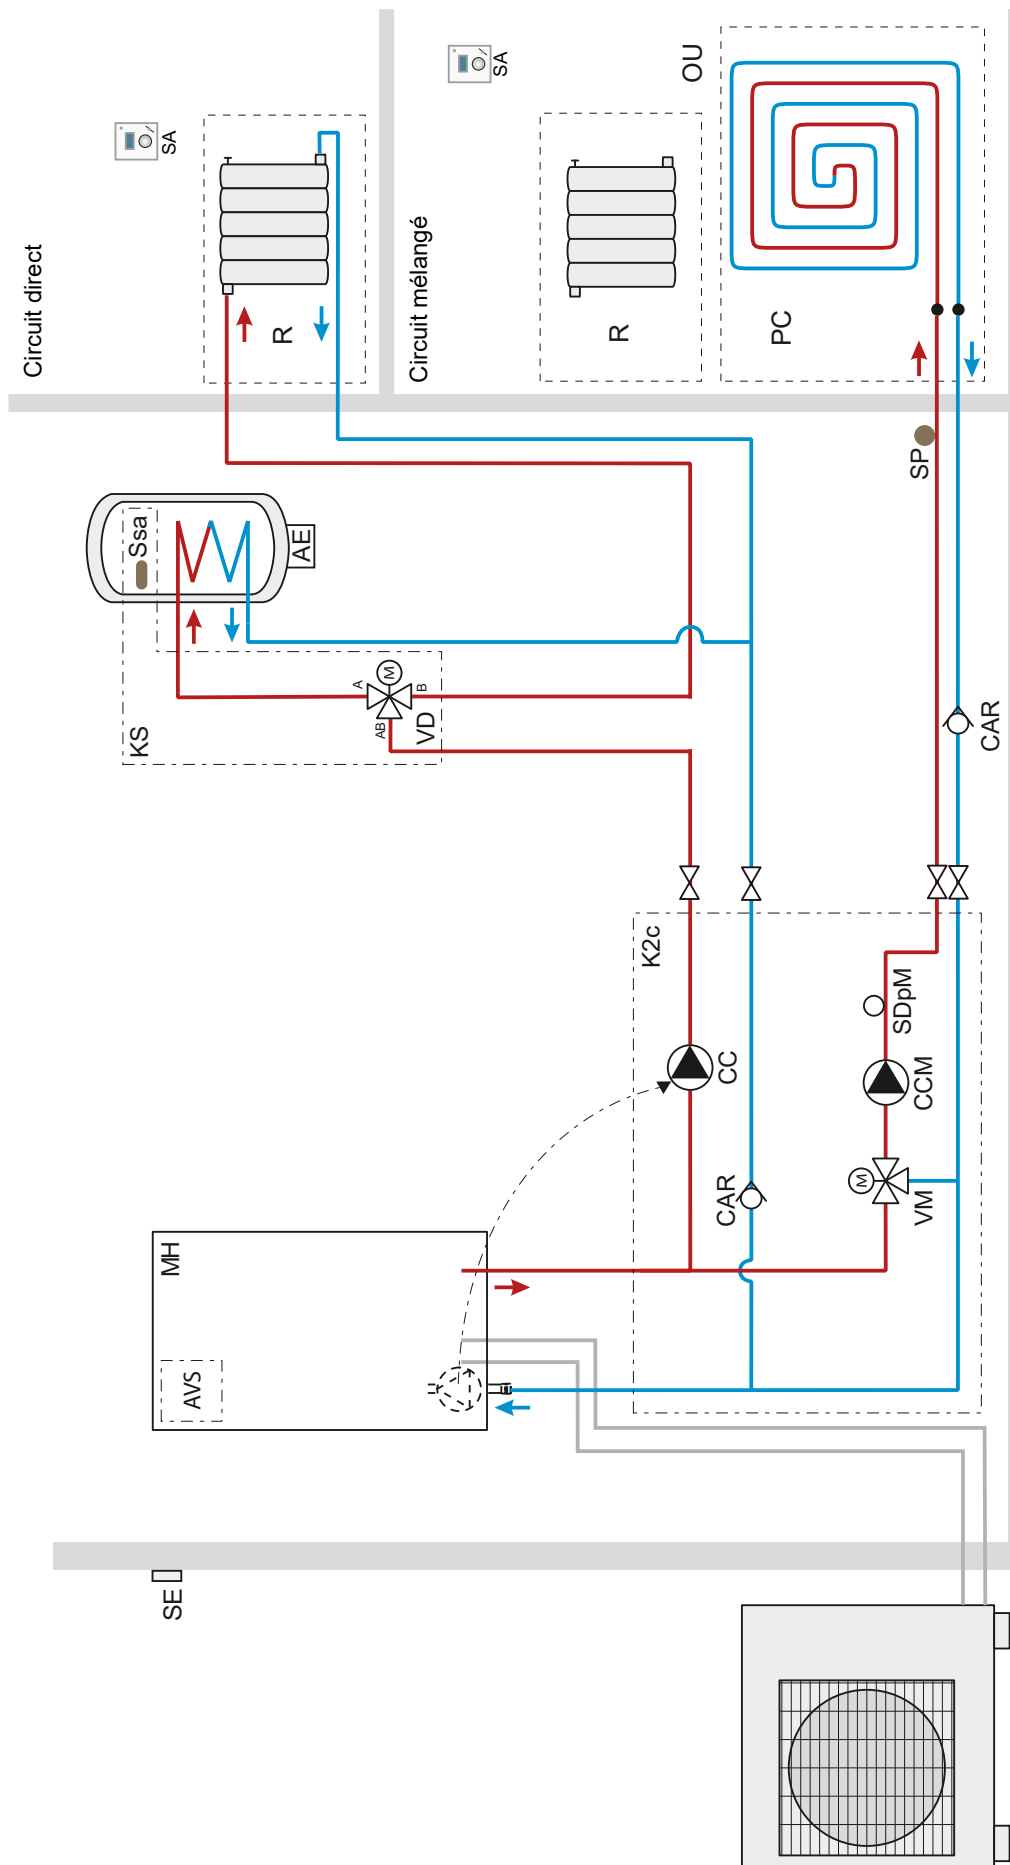 Circuit direct
SA
R
Circuit mélangé
SA
R
OU
PC
SP
Ssa
AE
KS
A
M
B
AB
VD
CAR
K2c
CC
SDpM
CCM
CAR
M
VM
MH
AVS
SE